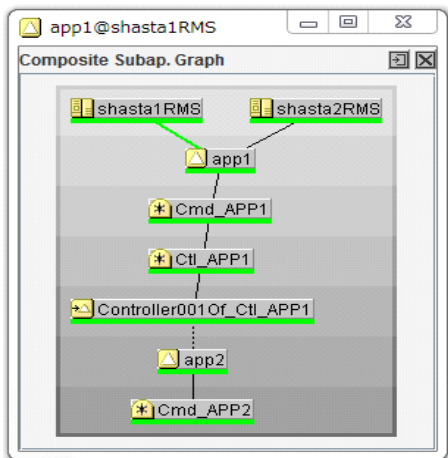 app1@shasta1RMS
Composite Subap. Graph
shasta1RMS shasta2RMS
app1
Cmd_APP1
Ctl_APP1
Controller001Of_Ctl_APP1
app2
Cmd_APP2